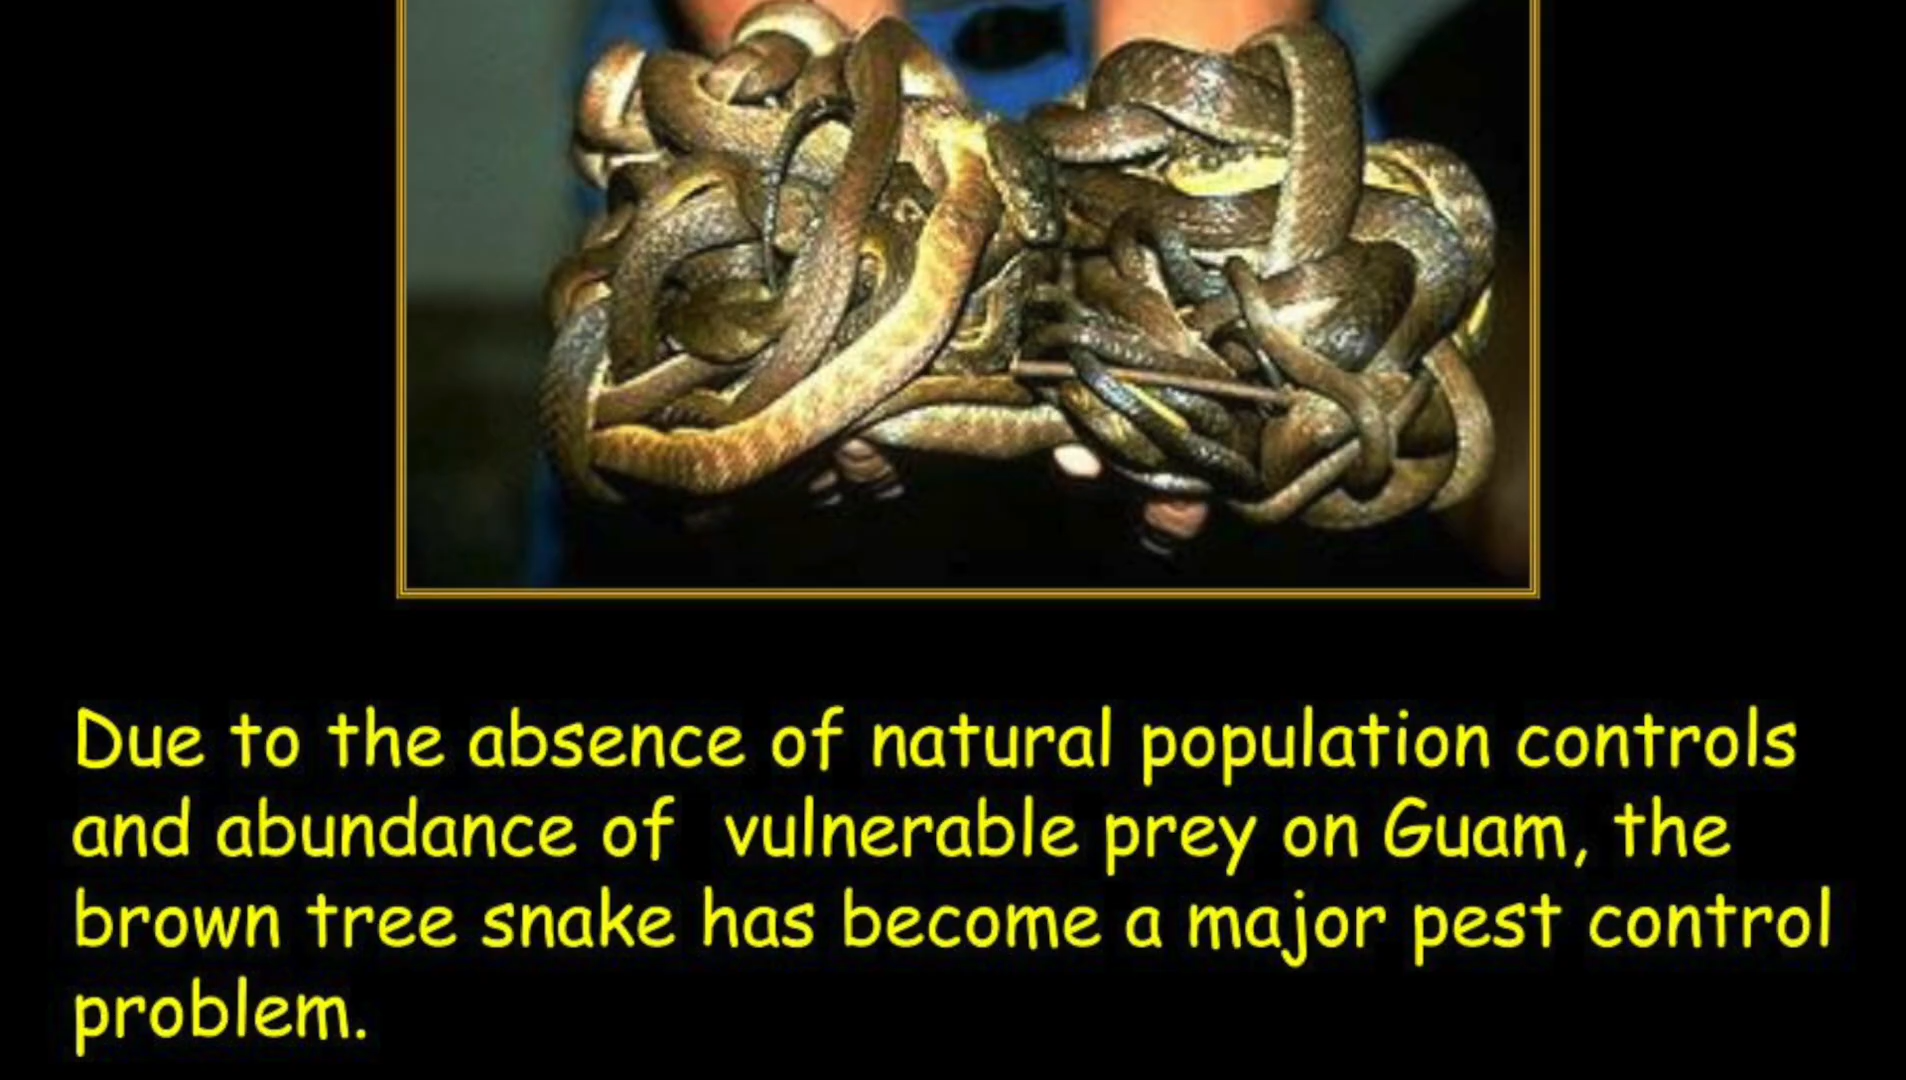 Due to the absence of natural population controls
and abundance of  vulnerable prey on Guam, the
brown tree snake has become a major pest control
problem.